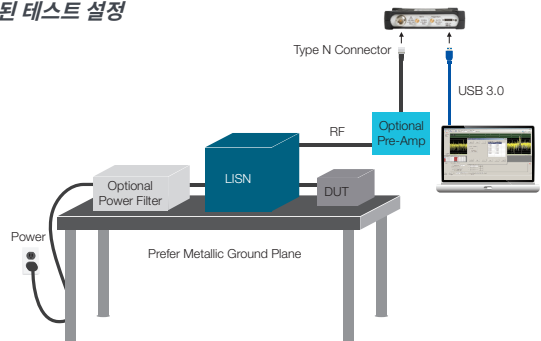 된 테스트 설정
Type N Connector
USB 3.0
RF
Optional
Pre-Amp
LISN
Optional
Power Filter
DUT
Power
Prefer Metallic Ground Plane